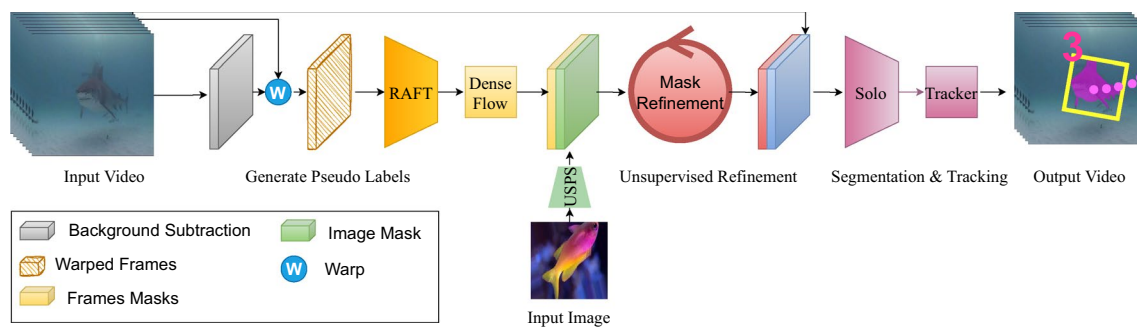 3
W
RAFT
Dense
Flow
Mask
Refinement
Solo
Tracker
Input Video
Generate Pseudo Labels
USPS
Unsupervised Refinement
Segmentation & Tracking
Output Video
Background Subtraction
Image Mask
Warped Frames
W
Warp
Frames Masks
Input Image